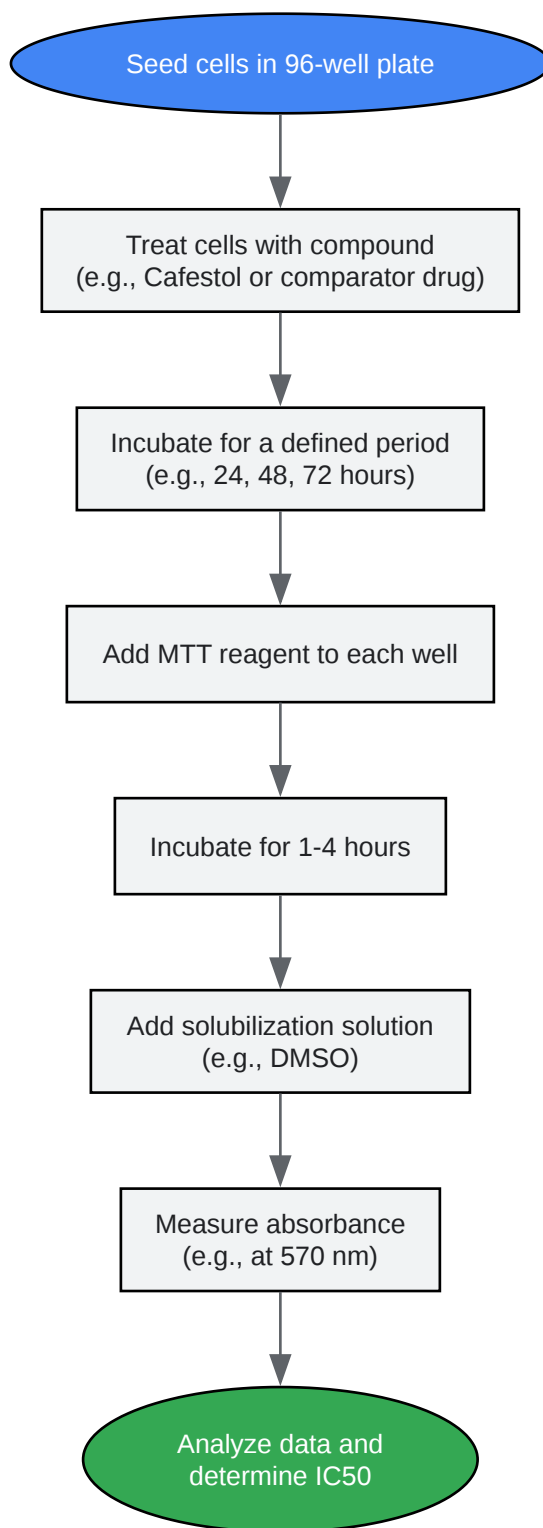 Seed cells in 96-well plate
Treat cells with compound
(e.g., Cafestol or comparator drug)
Incubate for a defined period
(e.g., 24, 48, 72 hours)
Add MTT reagent to each well
Incubate for 1-4 hours
Add solubilization solution
(e.g., DMSO)
Measure absorbance
(e.g., at 570 nm)
Analyze data and
determine IC50